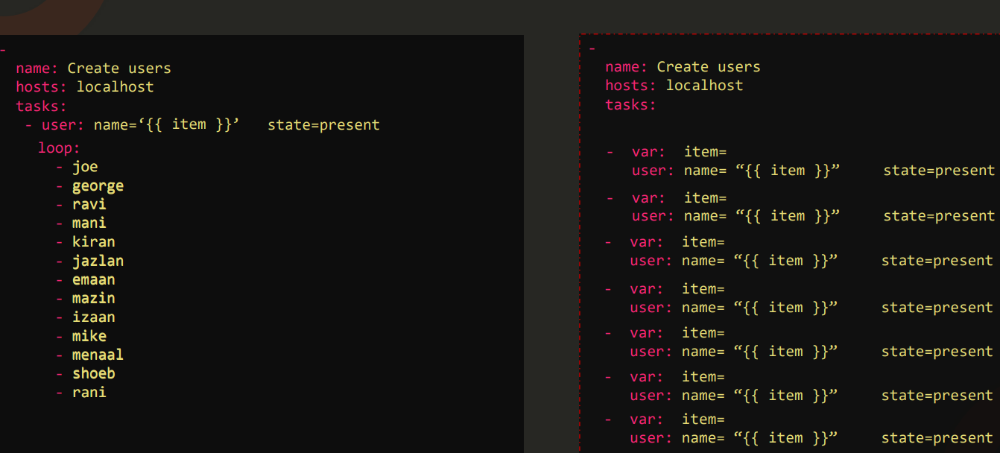 -
name: Create users
hosts: localhost
tasks:
- user: name=‘{{ item }}’ state=present
loop:
- joe
- george
- ravi
- mani
- kiran
- jazlan
- emaan
- mazin
- izaan
- mike
- menaal
- shoeb
- rani
-
name: Create users
hosts: localhost
tasks:
- var: item=
user: name= “{{ item }}” state=present
- var: item=
user: name= “{{ item }}” state=present
- var: item=
user: name= “{{ item }}” state=present
- var: item=
user: name= “{{ item }}” state=present
- var: item=
user: name= “{{ item }}” state=present
- var: item=
user: name= “{{ item }}” state=present
- var: item=
user: name= “{{ item }}” state=present